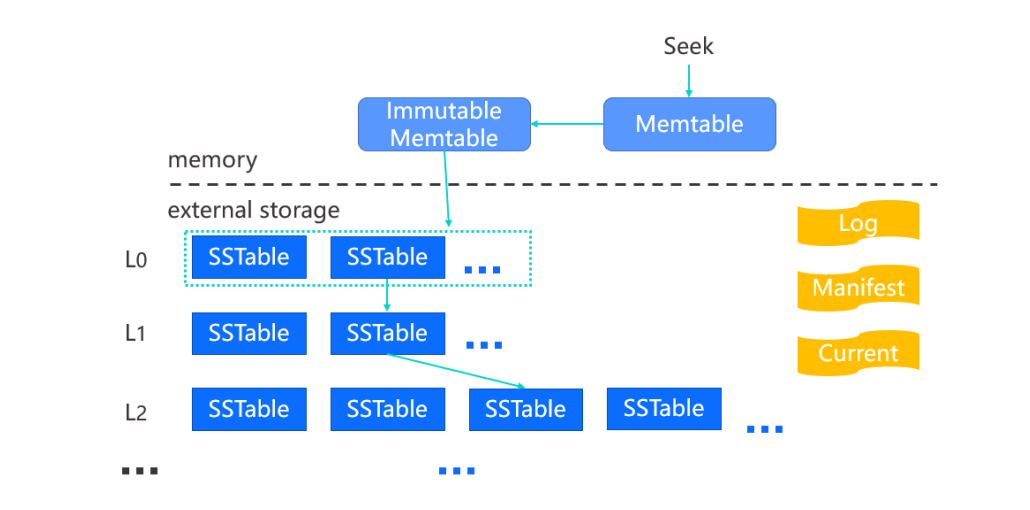 Seek
Immutable
Memtable
Memtable
memory
external storage
Log
L0
SSTable
SSTable
...
Manifest
L1
SSTable
SSTable
...
Current
L2
SSTable
SSTable
SSTable
SSTable
...
...
...